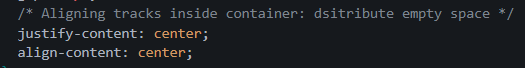 /* Aligning tracks inside container: dsitribute empty space */
justify-content: center;
align-content: center;